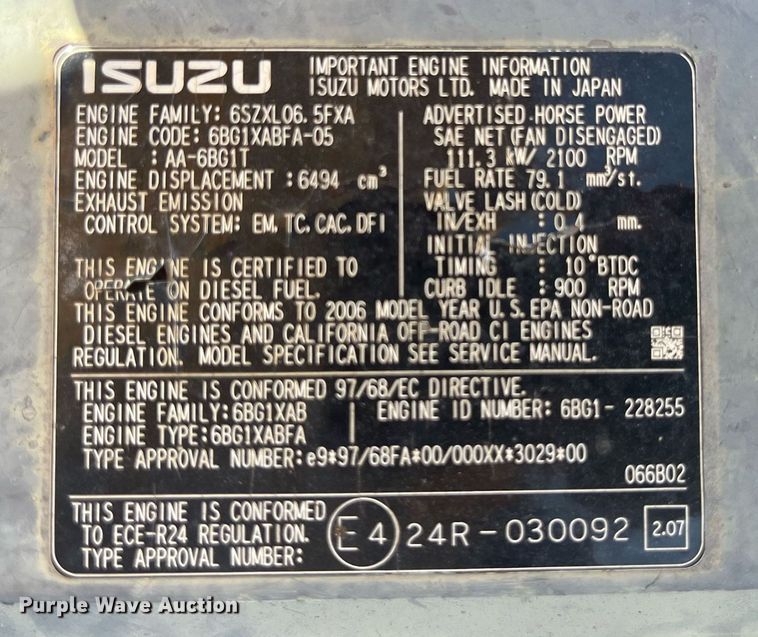 ISUZU
IMPORTANT ENGINE INFORMATION
ISUZU MOTORS LTD. MADE IN JAPAN
ENGINE FAMILY: 6SZXL06.5FXA
ENGINE CODE: 6BG1XABFA-05
MODEL : AA-6BG1T
ENGINE DISPLACEMENT:6494 cm³
EXHAUST EMISSION
CONTROL SYSTEM: EM, TC, CAC, DFI
THIS ENGINE IS CERTIFIED TO
OPERATE ON DIESEL FUEL.
ADVERTISED HORSE POWER
SAE NET(FAN DISENGAGED)
111.3 kW/ 2100 RPM
FUEL RATE 79.1 mm³/st.
VALVE LASH(COLD)
IN/EXH : 0.4 mm.
INITIAL INJECTION
TIMING : 10°BTDC
CURB IDLE : 900 RPM
THIS ENGINE CONFORMS TO 2006 MODEL YEAR U.S.EPA NON-ROAD
DIESEL ENGINES AND CALIFORNIA OFF-ROAD CI ENGINES
REGULATION. MODEL SPECIFICATION SEE SERVICE MANUAL.
THIS ENGINE IS CONFORMED 97/68/EC DIRECTIVE.
ENGINE FAMILY:6BG1XAB
ENGINE ID NUMBER: 6BG1- 228255
ENGINE TYPE:6BG1XABFA
TYPE APPROVAL NUMBER:e9*97/68FA*00/000XX*3029*00
066B02
THIS ENGINE IS CONFORMED
TO ECE-R24 REGULATION.
TYPE APPROVAL NUMBER:
E4 24R-030092 2.07
Purple Wave Auction